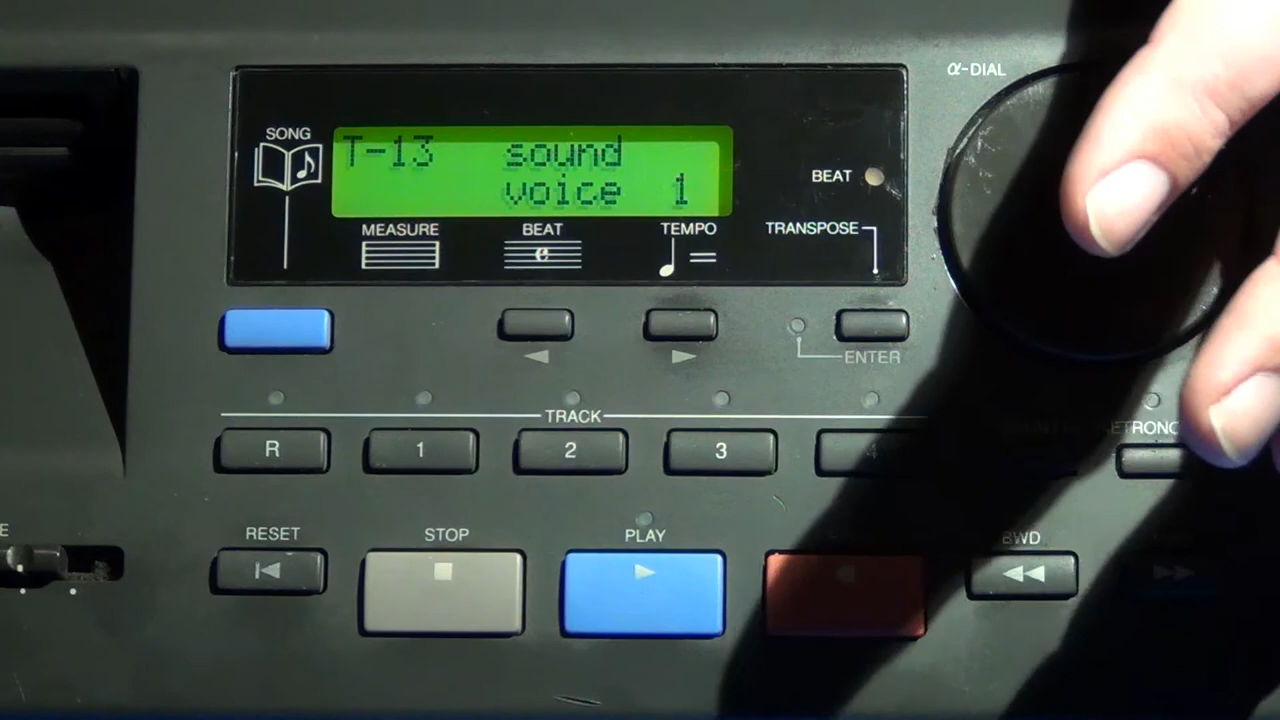 α-DIAL
SONG
T-13 sound
voice 1
BEAT
MEASURE
BEAT
TEMPO
TRANSPOSE
ENTER
TRACK
R
1
2
3
4
RESET
STOP
PLAY
BWD